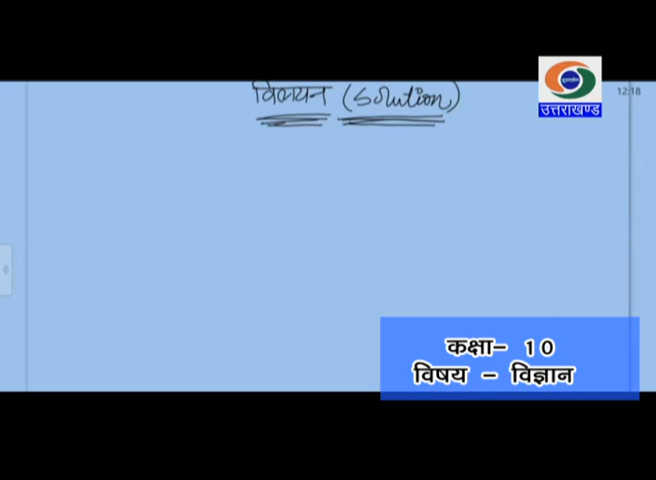 विलयन (Solution)
12:18
उत्तराखण्ड
कक्षा- 10
विषय - विज्ञान